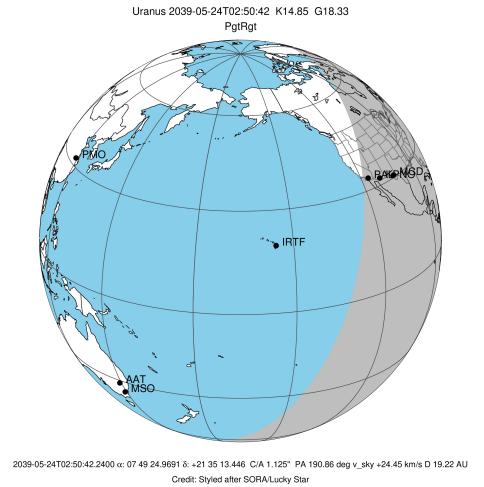 Uranus 2039-05-24T02:50:42 K14.85 G18.33
PgtRgt
PMO
MSD
IRTF
AAT
MSO
2039-05-24T02:50:42.2400 α: 07 49 24.9691 δ: +21 35 13.446 C/A 1.125" PA 190.86 deg v_sky +24.45 km/s D 19.22 AU
Credit: Styled after SORA/Lucky Star